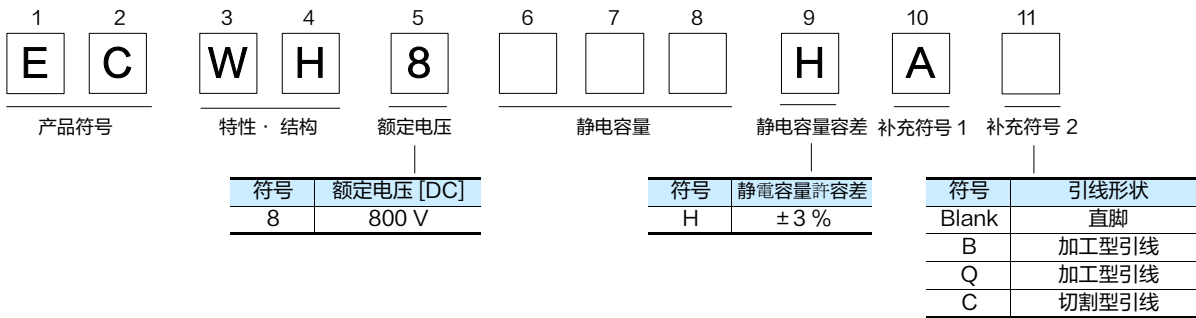 1 2 3 4 5 6 7 8 9 10 11
E C W H 8 H A
产品符号 特性· 结构 额定电压 静电容量 静电容量容差 补充符号 1 补充符号 2
符号 额定电压 [DC] 符号 静電容量許容差 符号 引线形状
8 800 V H ±3 % Blank 直脚
B 加工型引线
Q 加工型引线
C 切割型引线